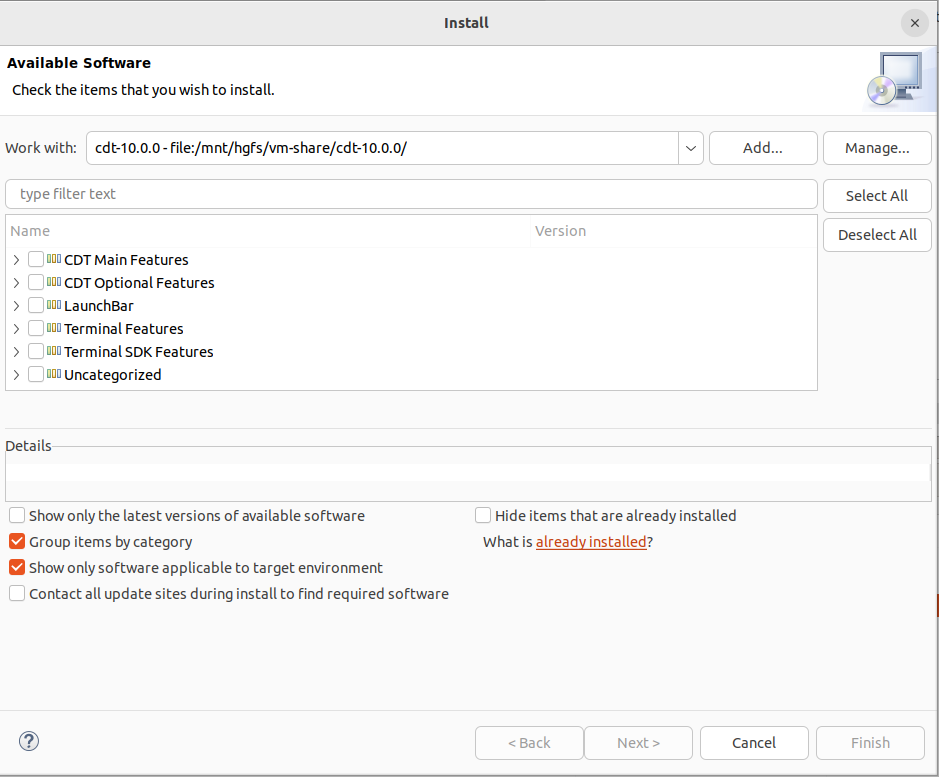 Install
Available Software
Check the items that you wish to install.
Work with: cdt-10.0.0 - file:/mnt/hgfs/vm-share/cdt-10.0.0/ Add... Manage...
type filter text Select All
Name Version Deselect All
CDT Main Features
CDT Optional Features
LaunchBar
Terminal Features
Terminal SDK Features
Uncategorized
Details
Show only the latest versions of available software Hide items that are already installed
Group items by category What is already installed?
Show only software applicable to target environment
Contact all update sites during install to find required software
? < Back Next > Cancel Finish